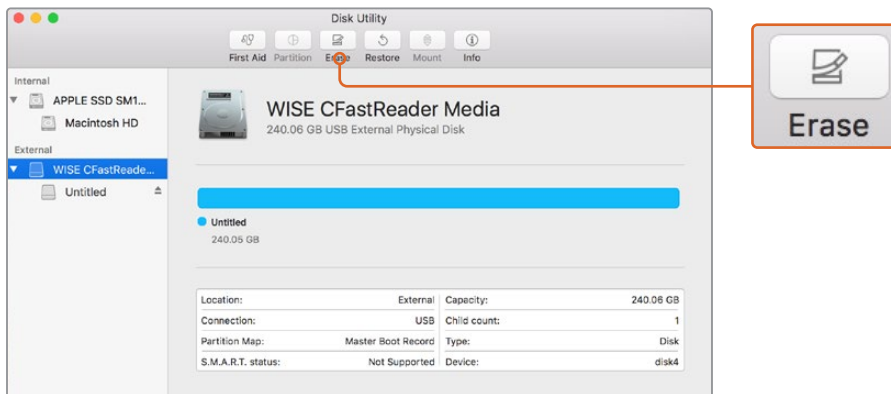 Disk Utility
First Aid Partition Erase Restore Mount Info
Erase
Internal
APPLE SSD SM1...
Macintosh HD
External
WISE CFastReade...
Untitled
WISE CFastReader Media
240.06 GB USB External Physical Disk
Untitled
240.05 GB
Location: External Capacity: 240.06 GB
Connection: USB Child count: 1
Partition Map: Master Boot Record Type: Disk
S.M.A.R.T. status: Not Supported Device: disk4